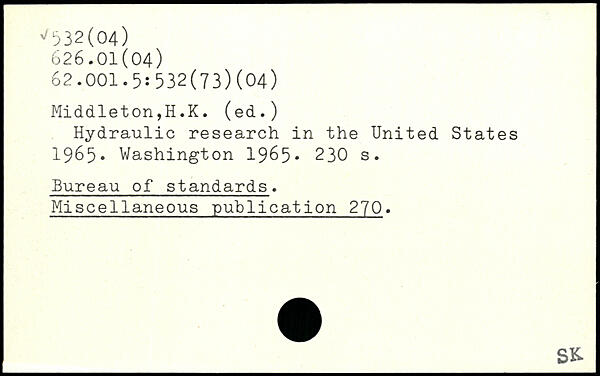 √532(04)
626.01(04)
62.001.5:532(73)(04)
Middleton,H.K. (ed.)
Hydraulic research in the United States
1965. Washington 1965. 230 s.
Bureau of standards.
Miscellaneous publication 270.
SK